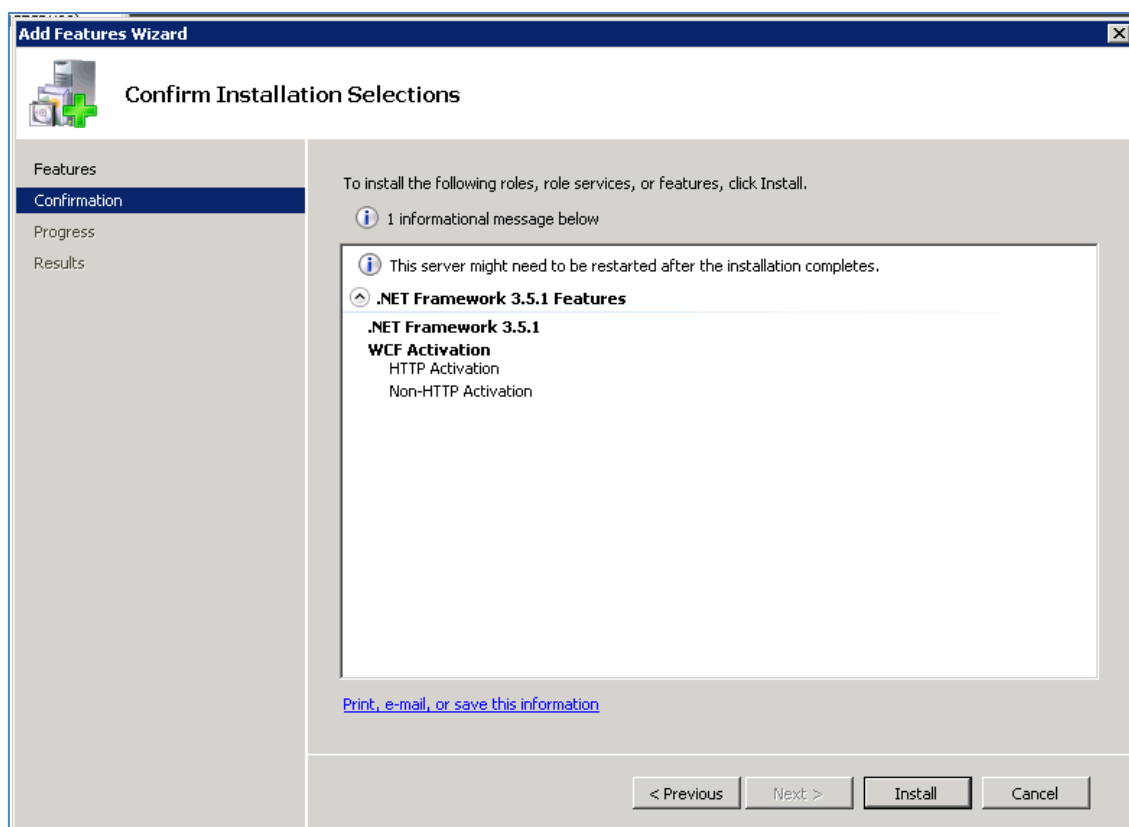 Add Features Wizard
Confirm Installation Selections
Features
Confirmation
Progress
Results
To install the following roles, role services, or features, click Install.
1 informational message below
This server might need to be restarted after the installation completes.
.NET Framework 3.5.1 Features
.NET Framework 3.5.1
WCF Activation
HTTP Activation
Non-HTTP Activation
Print, e-mail, or save this information
< Previous
Next >
Install
Cancel